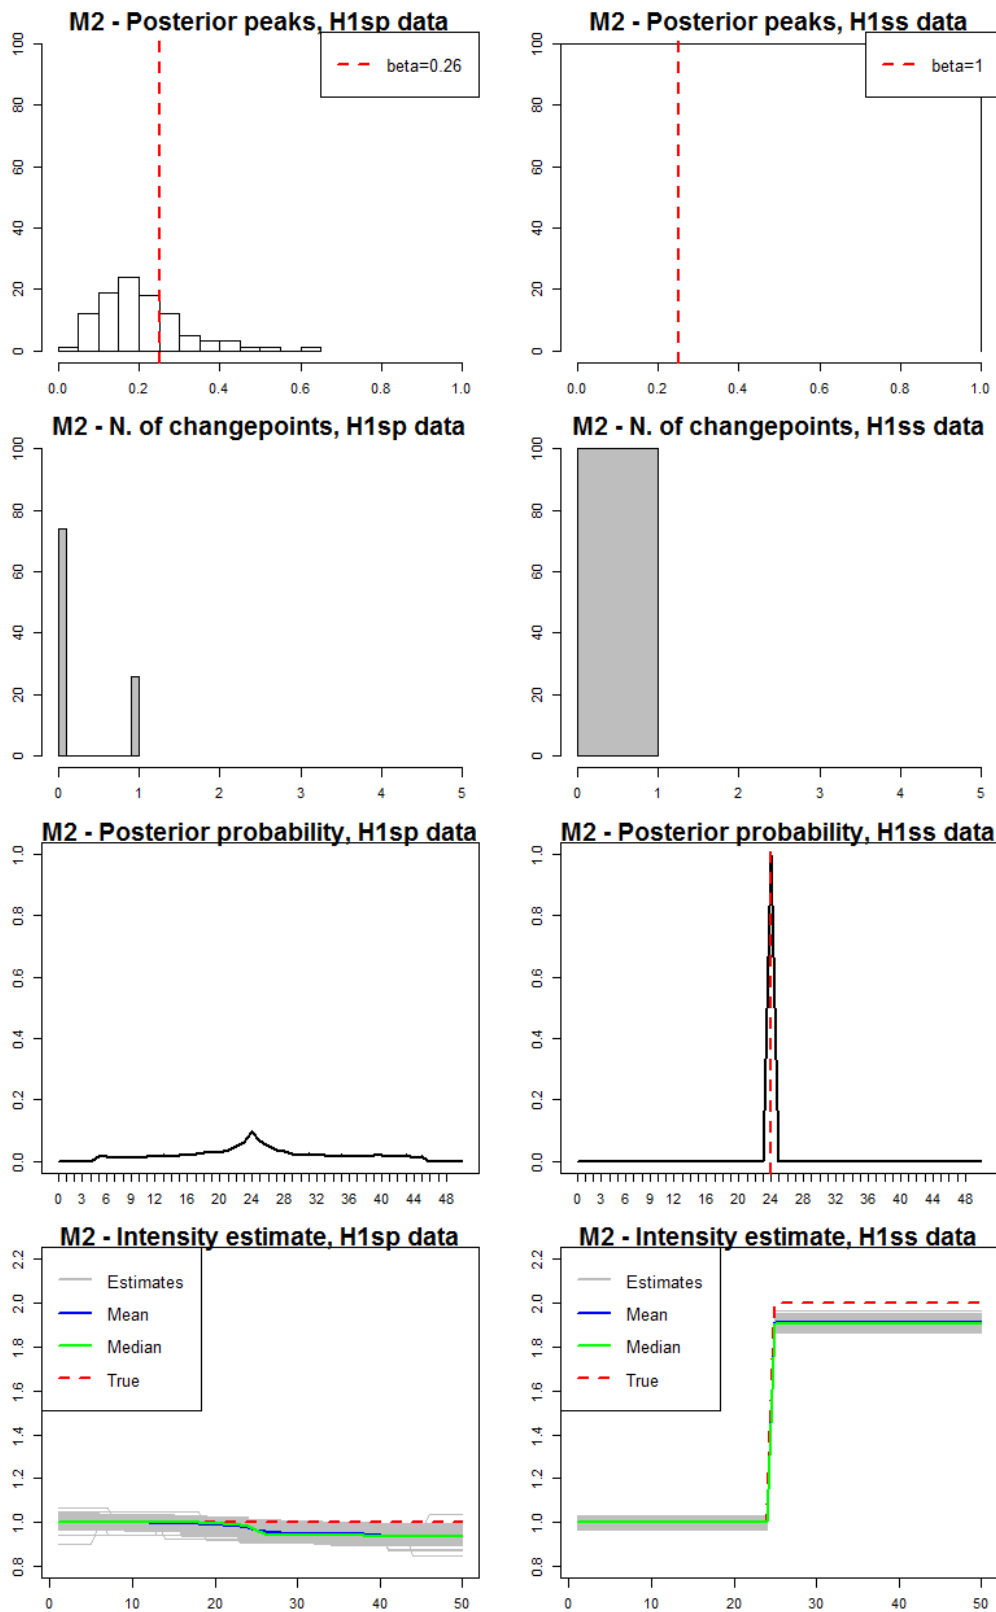 M2 - Posterior peaks, H1sp data
beta=0.26
100
80
60
40
20
0
0.0 0.2 0.4 0.6 0.8 1.0
M2 - Posterior peaks, H1ss data
beta=1
100
80
60
40
20
0
0.0 0.2 0.4 0.6 0.8 1.0
M2 - N. of changepoints, H1sp data
100
80
60
40
20
0
0 1 2 3 4 5
M2 - N. of changepoints, H1ss data
100
80
60
40
20
0
0 1 2 3 4 5
M2 - Posterior probability, H1sp data
1.0
0.8
0.6
0.4
0.2
0.0
0 3 6 9 12 16 20 24 28 32 36 40 44 48
M2 - Posterior probability, H1ss data
1.0
0.8
0.6
0.4
0.2
0.0
0 3 6 9 12 16 20 24 28 32 36 40 44 48
M2 - Intensity estimate, H1sp data
Estimates
Mean
Median
True
2.2
2.0
1.8
1.6
1.4
1.2
1.0
0.8
0 10 20 30 40 50
M2 - Intensity estimate, H1ss data
Estimates
Mean
Median
True
2.2
2.0
1.8
1.6
1.4
1.2
1.0
0.8
0 10 20 30 40 50